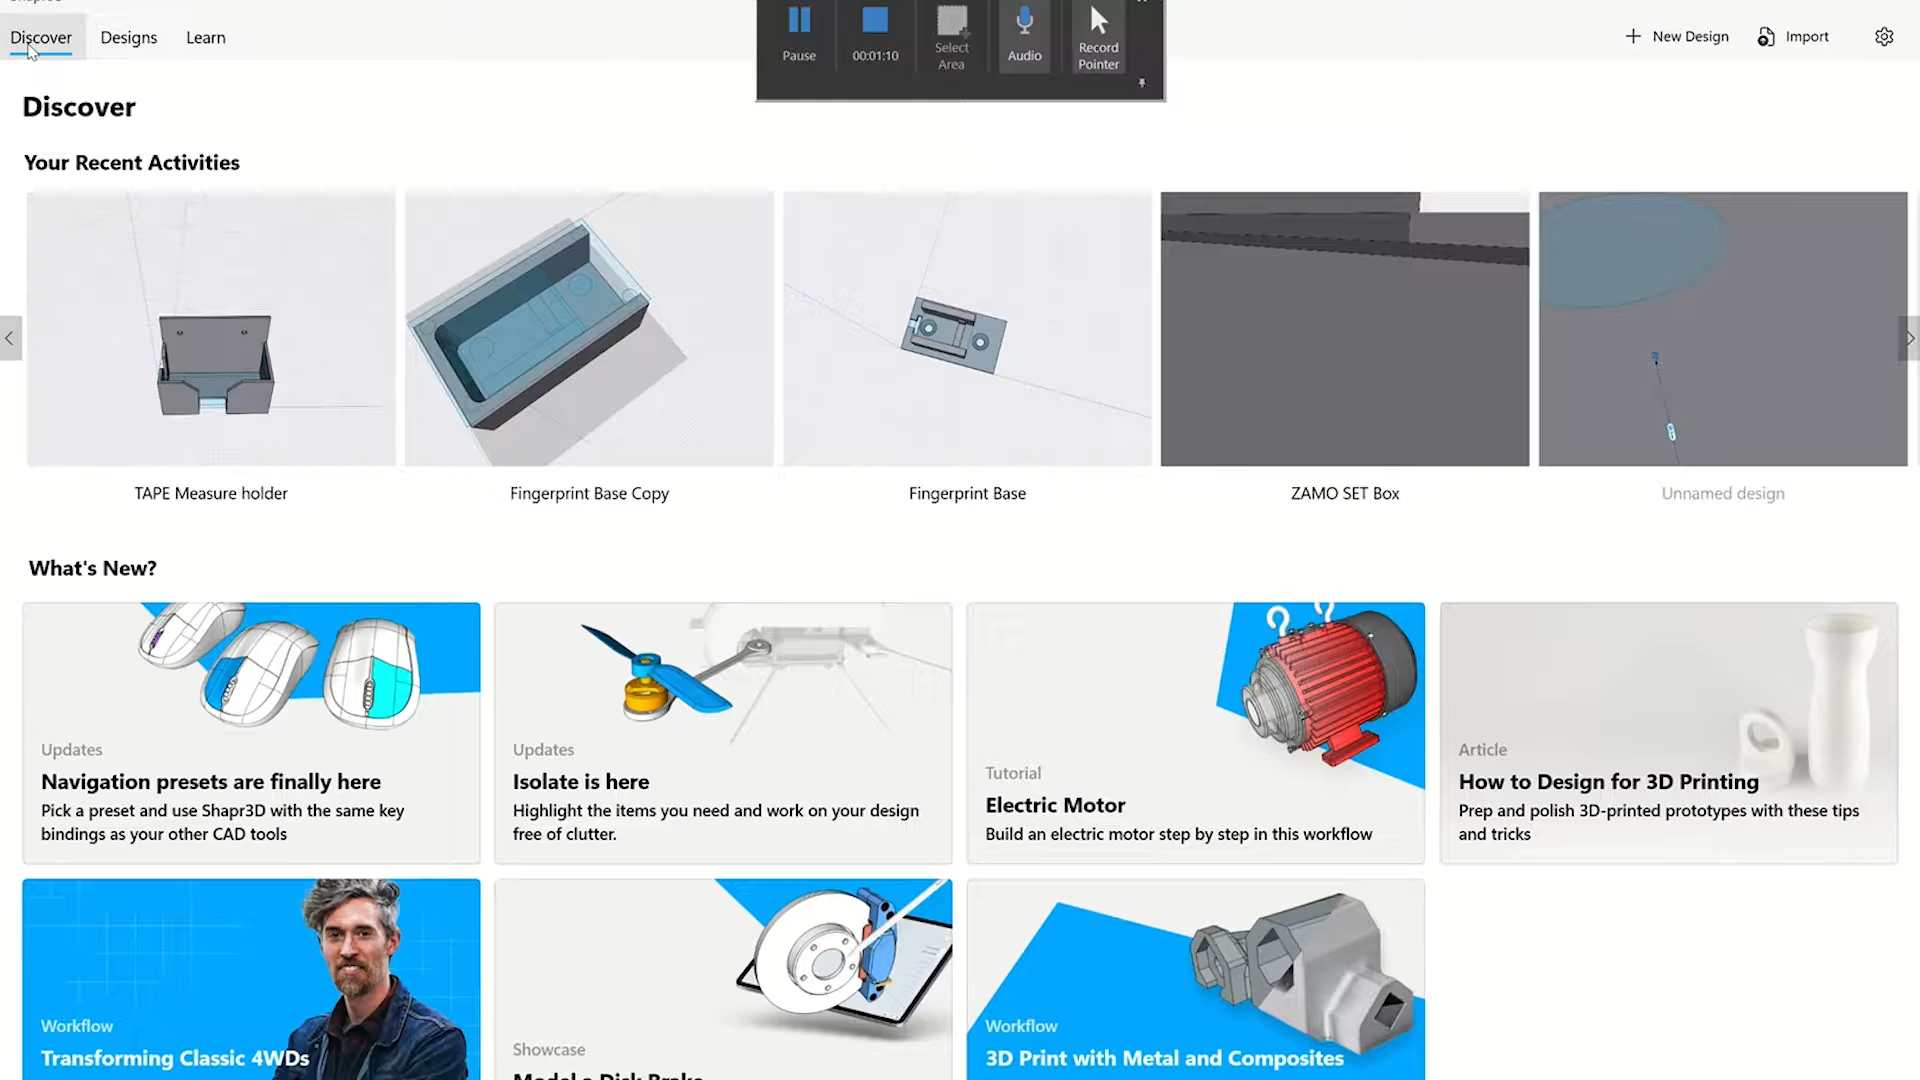 Discover
Designs
Learn
Pause
00:01:10
Select
Area
Audio
Record
Pointer
New Design
Import
Discover
Your Recent Activities
TAPE Measure holder
Fingerprint Base Copy
Fingerprint Base
ZAMO SET Box
Unnamed design
What's New?
Updates
Navigation presets are finally here
Pick a preset and use Shapr3D with the same key
bindings as your other CAD tools
Updates
Isolate is here
Highlight the items you need and work on your design
free of clutter.
Tutorial
Electric Motor
Build an electric motor step by step in this workflow
Article
How to Design for 3D Printing
Prep and polish 3D-printed prototypes with these tips
and tricks
Workflow
Transforming Classic 4WDs
Showcase
Model a Disk Brake
Workflow
3D Print with Metal and Composites